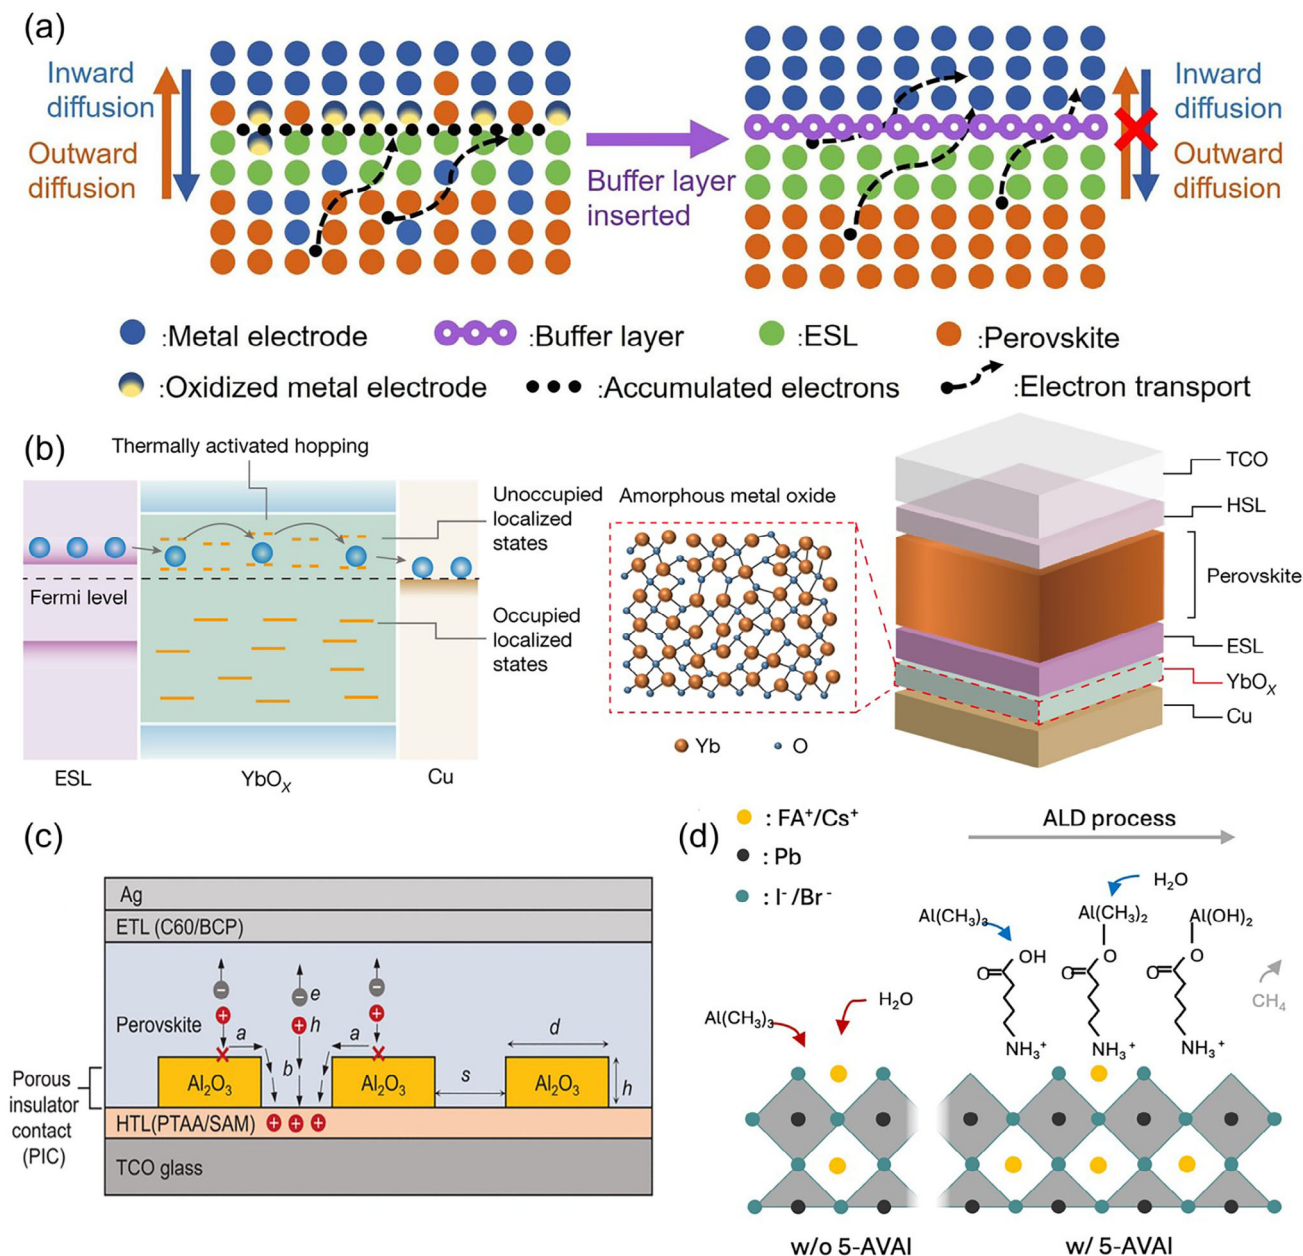 (a)
Inward
diffusion
Outward
diffusion
Buffer layer
inserted
Inward
diffusion
Outward
diffusion
:Metal electrode
:Buffer layer
:ESL
:Perovskite
:Oxidized metal electrode
:Accumulated electrons
:Electron transport
(b)
Thermally activated hopping
Unoccupied
localized
states
Fermi level
Occupied
localized
states
ESL
YbOX
Cu
Amorphous metal oxide
Yb
O
TCO
HSL
Perovskite
ESL
YbOX
Cu
(c)
Ag
ETL (C60/BCP)
Perovskite
e
h
a
a
b
d
s
h
Al2O3
Al2O3
Al2O3
Porous
insulator
contact
(PIC)
HTL(PTAA/SAM)
TCO glass
(d)
: FA+/Cs+
: Pb
: I-/Br-
ALD process
H2O
Al(CH3)3
Al(CH3)2
Al(OH)2
OH
O
O
O
O
O
CH4
NH3+
NH3+
NH3+
Al(CH3)3
H2O
w/o 5-AVAI
w/ 5-AVAI